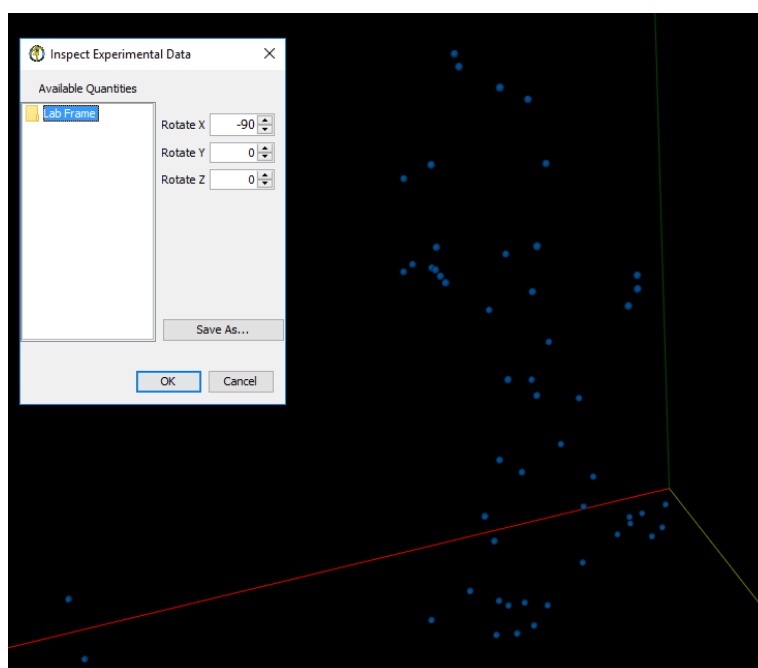 Inspect Experimental Data
Available Quantities
Lab Frame
Rotate X -90
Rotate Y 0
Rotate Z 0
Save As...
OK Cancel